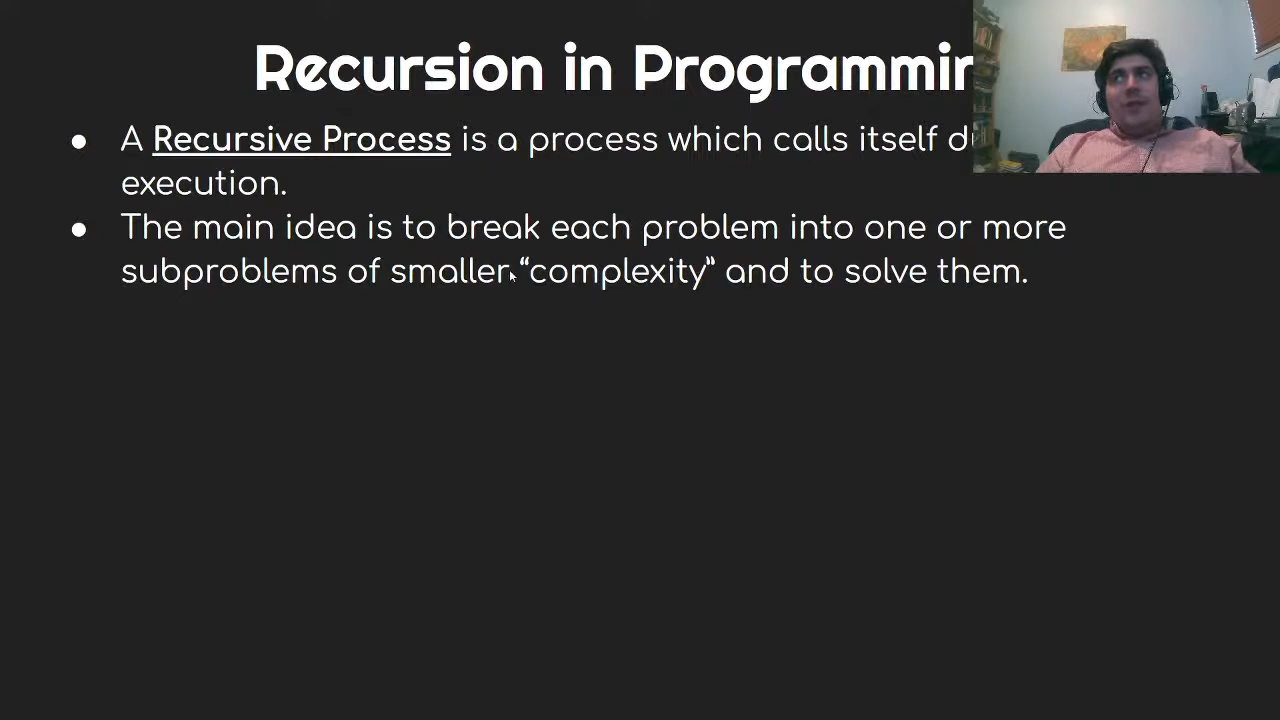 Recursion in Programmin
● A Recursive Process is a process which calls itself
execution.
● The main idea is to break each problem into one or more
subproblems of smaller “complexity” and to solve them.